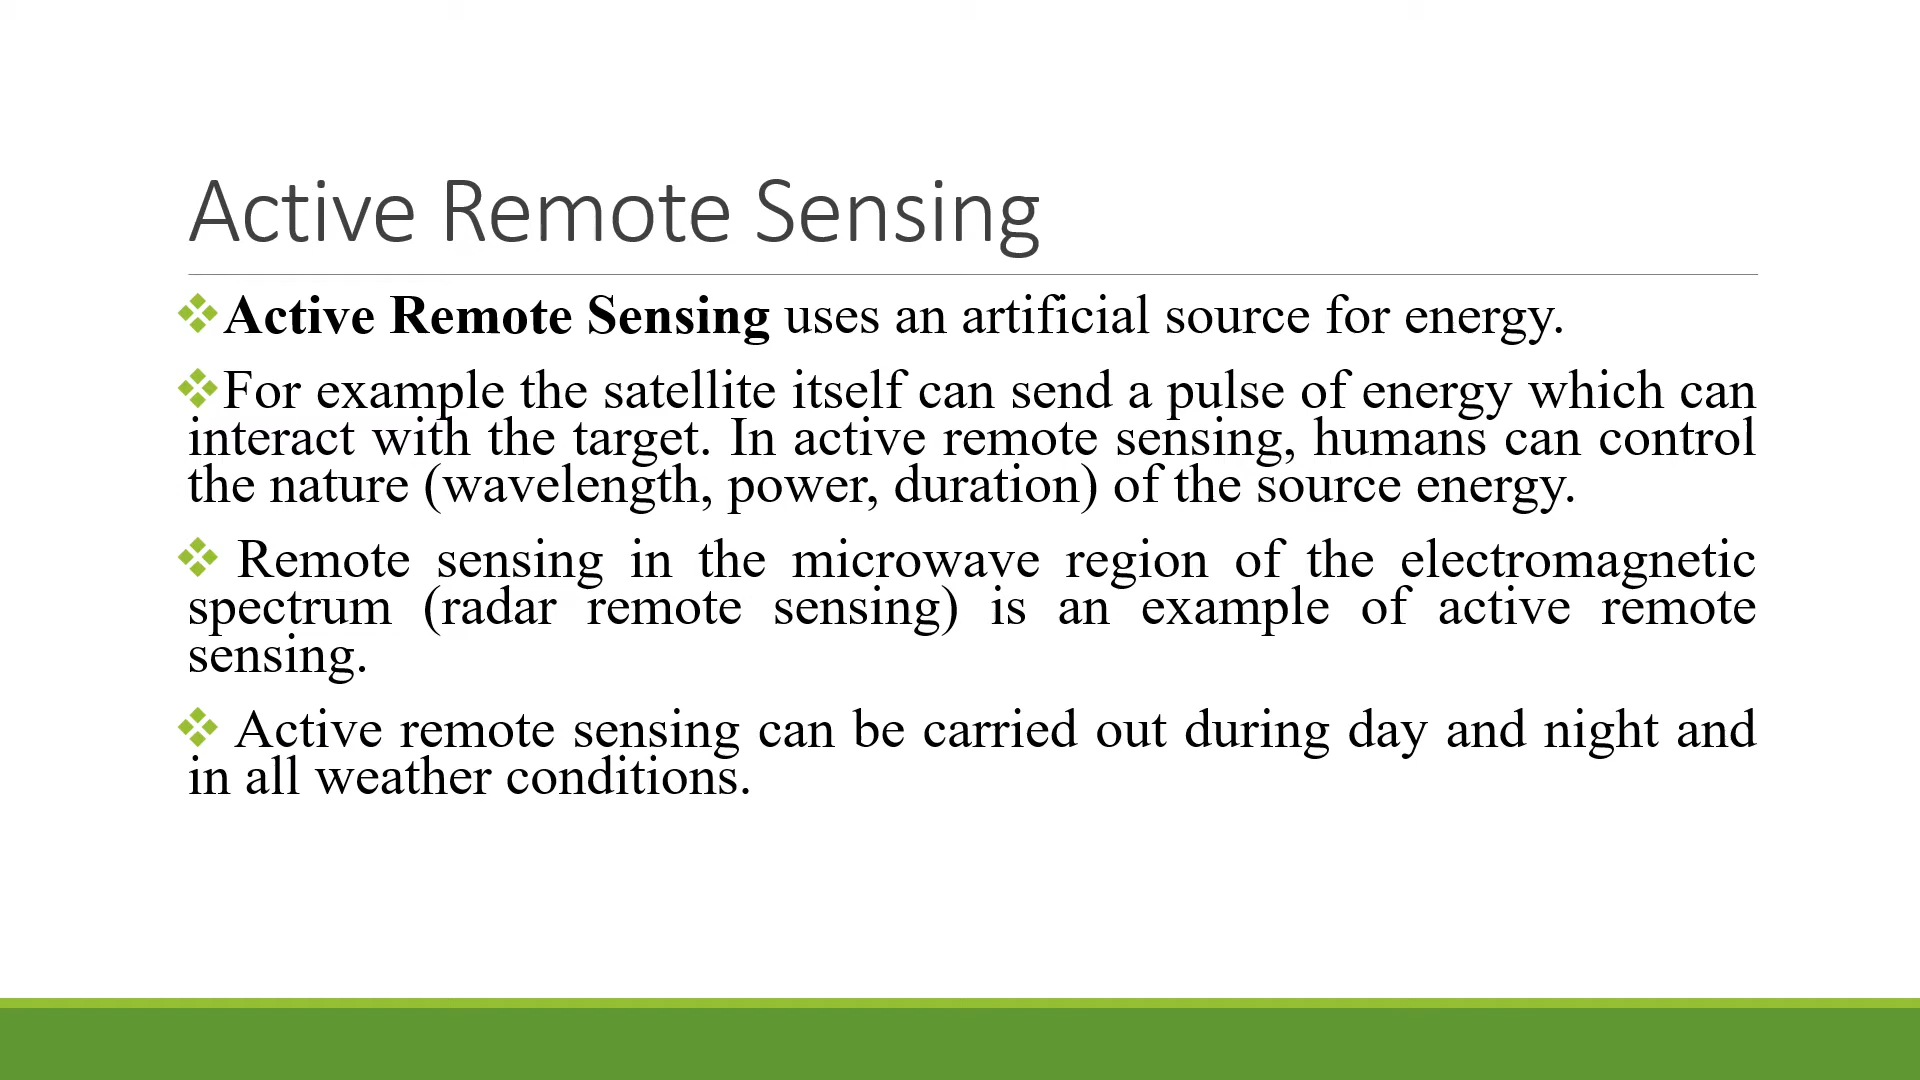 Active Remote Sensing
❖Active Remote Sensing uses an artificial source for energy.
❖For example the satellite itself can send a pulse of energy which can
interact with the target. In active remote sensing, humans can control
the nature (wavelength, power, duration) of the source energy.
❖ Remote sensing in the microwave region of the electromagnetic
spectrum (radar remote sensing) is an example of active remote
sensing.
❖ Active remote sensing can be carried out during day and night and
in all weather conditions.